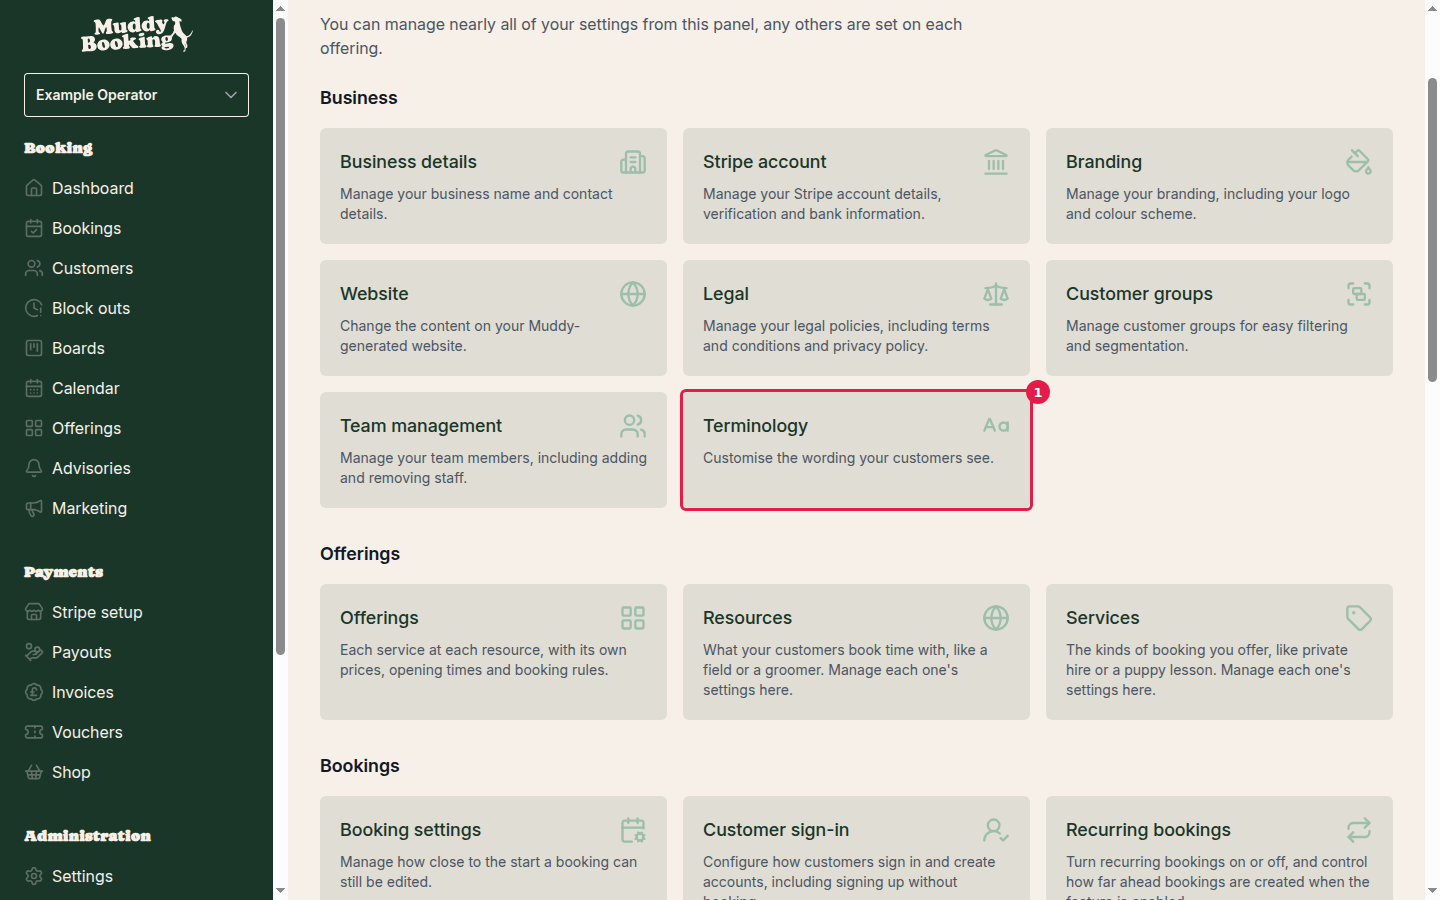 Muddy
Booking
Example Operator
Booking
Dashboard
Bookings
Customers
Block outs
Boards
Calendar
Offerings
Advisories
Marketing
Payments
Stripe setup
Payouts
Invoices
Vouchers
Shop
Administration
Settings
You can manage nearly all of your settings from this panel, any others are set on each
offering.
Business
Business details
Manage your business name and contact
details.
Stripe account
Manage your Stripe account details,
verification and bank information.
Branding
Manage your branding, including your logo
and colour scheme.
Website
Change the content on your Muddy-
generated website.
Legal
Manage your legal policies, including terms
and conditions and privacy policy.
Customer groups
Manage customer groups for easy filtering
and segmentation.
Team management
Manage your team members, including adding
and removing staff.
1
Terminology
Aa
Customise the wording your customers see.
Offerings
Offerings
Each service at each resource, with its own
prices, opening times and booking rules.
Resources
What your customers book time with, like a
field or a groomer. Manage each one's
settings here.
Services
The kinds of booking you offer, like private
hire or a puppy lesson. Manage each one's
settings here.
Bookings
Booking settings
Manage how close to the start a booking can
still be edited.
Customer sign-in
Configure how customers sign in and create
accounts, including signing up without
booking.
Recurring bookings
Turn recurring bookings on or off, and control
how far ahead bookings are created when the
feature is enabled.